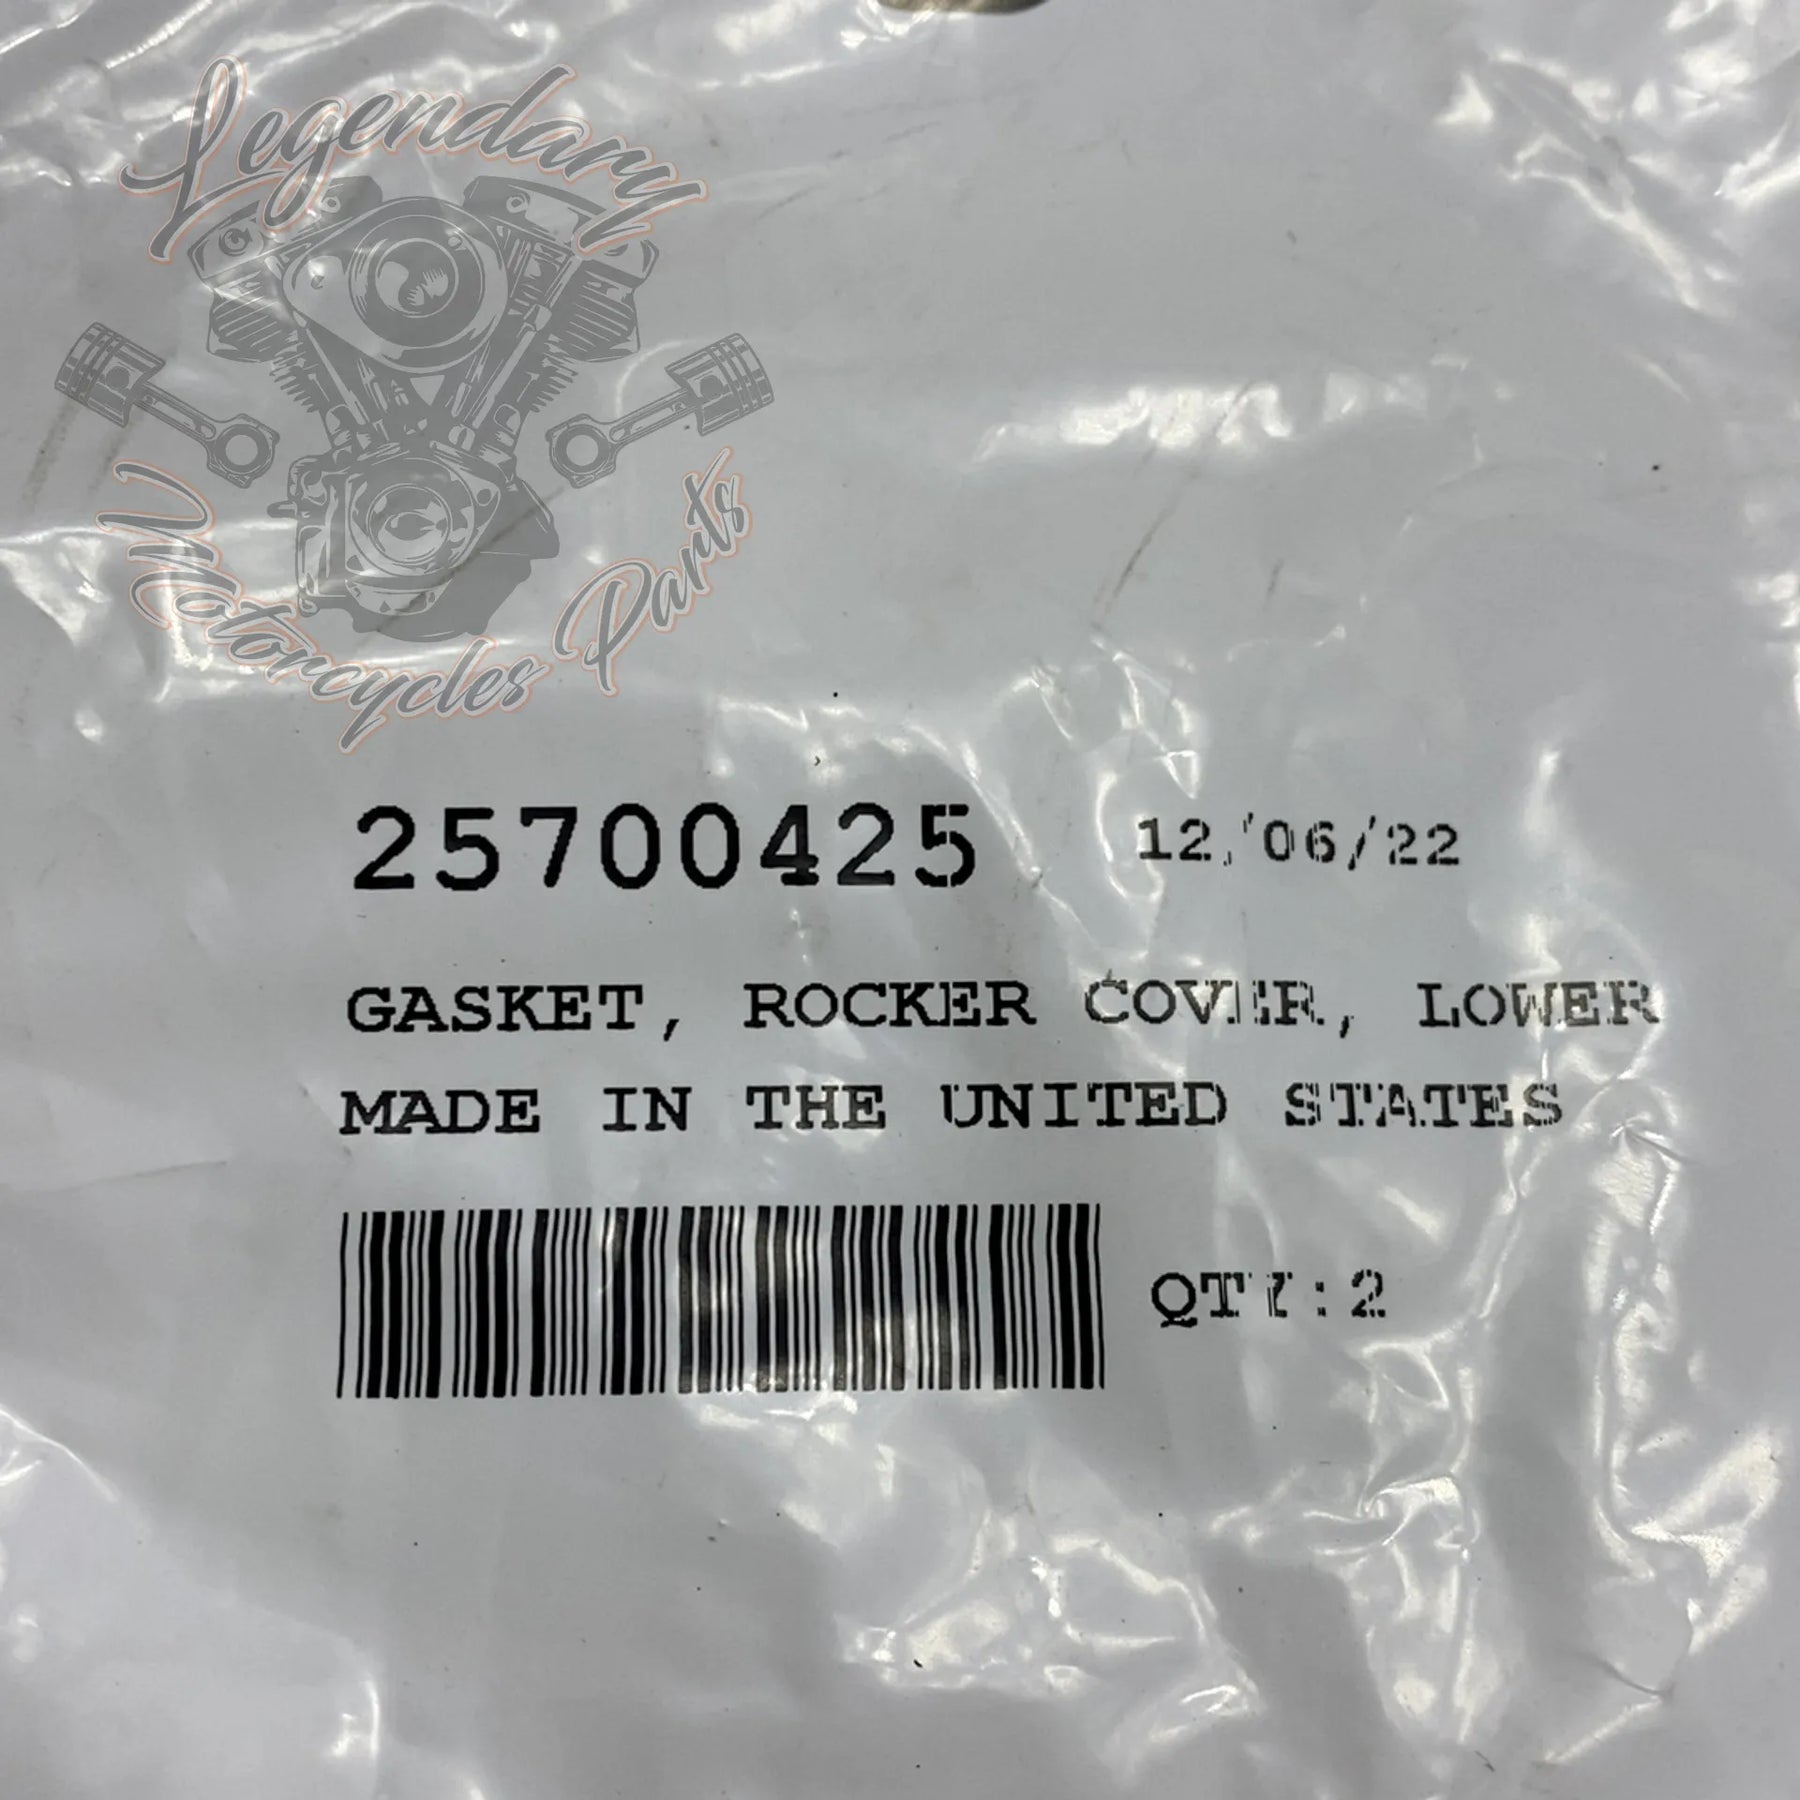 Legendary
Motorcycles Parts
25700425 12/06/22
GASKET, ROCKER COVER, LOWER
MADE IN THE UNITED STATES
QTY:2